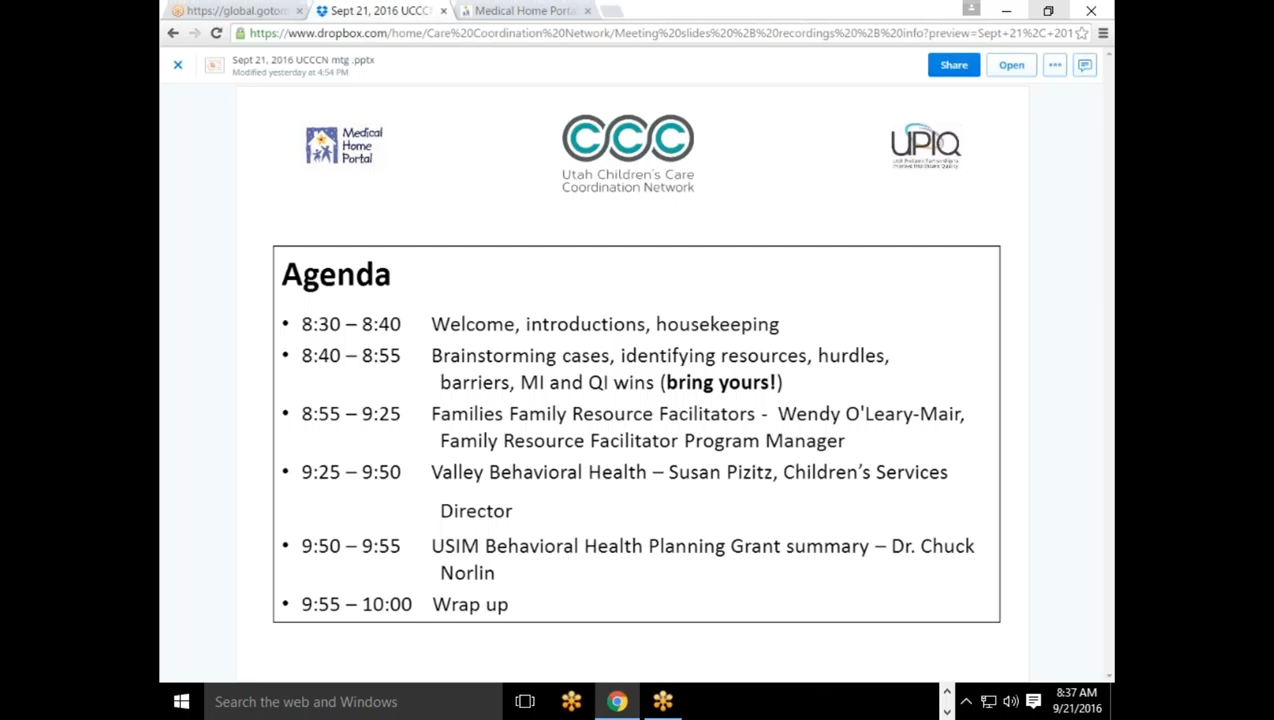 https://global.gotom
Sept 21, 2016 UCCC
Medical Home Porta
https://www.dropbox.com/home/Care%20Coordination%20Network/Meeting%20slides%20%2B%20recordings%20%2B%20info?preview=Sept+21%2C+201
Sept 21, 2016 UCCCN mtg .pptx
Modified yesterday at 4:54 PM
Share
Open
Medical
Home
Portal
CCC
Utah Children's Care
Coordination Network
UPIQ
Agenda
• 8:30 – 8:40 Welcome, introductions, housekeeping
• 8:40 – 8:55 Brainstorming cases, identifying resources, hurdles,
barriers, MI and QI wins (bring yours!)
• 8:55 – 9:25 Families Family Resource Facilitators - Wendy O'Leary-Mair,
Family Resource Facilitator Program Manager
• 9:25 – 9:50 Valley Behavioral Health – Susan Pizitz, Children’s Services
Director
• 9:50 – 9:55 USIM Behavioral Health Planning Grant summary – Dr. Chuck
Norlin
• 9:55 – 10:00 Wrap up
Search the web and Windows
8:37 AM
9/21/2016